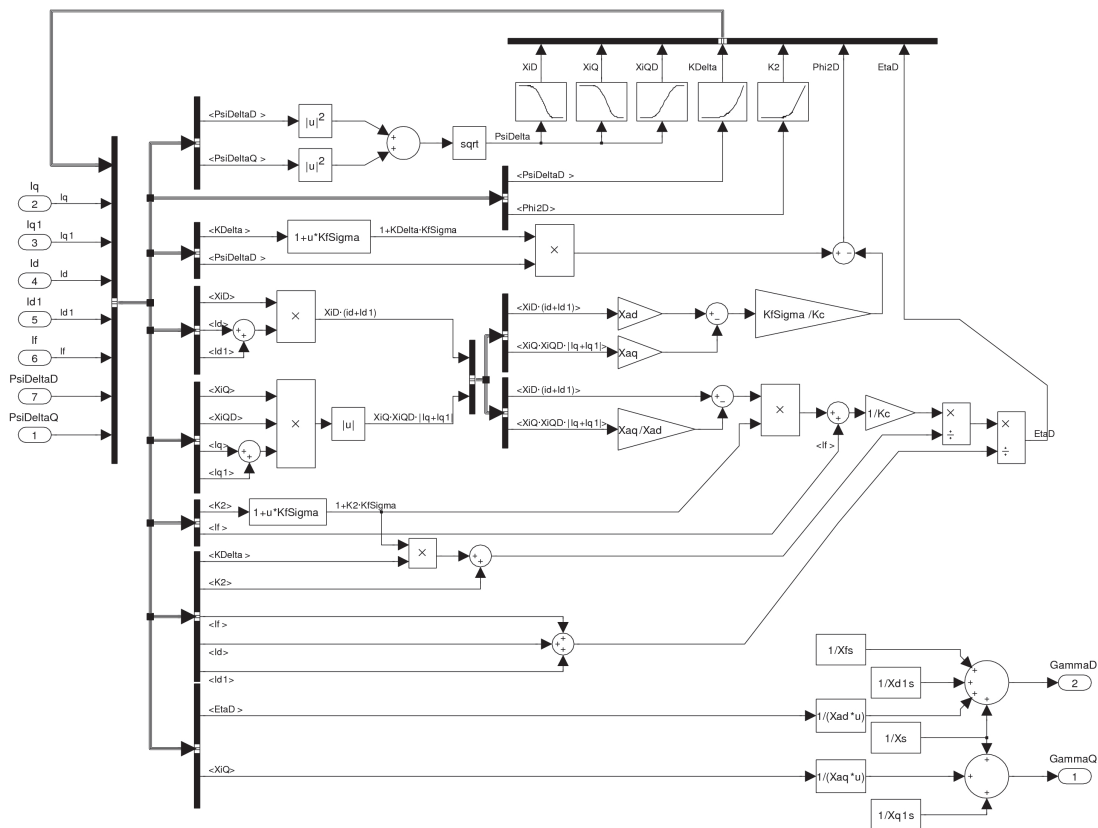 XiD
XiQ
XiQD
KDelta
K2
Phi2D
EtaD
<PsiDeltaD >
|u|2
+
+
sqrt
PsiDelta
<PsiDeltaQ >
|u|2
<PsiDeltaD >
<Phi2D>
Iq
2
Iq
Iq1
3
Iq1
Id
4
Id
Id1
5
Id1
If
6
If
PsiDeltaD
7
PsiDeltaQ
1
<KDelta >
1+u*KfSigma
1+KDelta·KfSigma
<PsiDeltaD >
×
+ −
<XiD>
<Id>
+
+
<Id1>
×
XiD·(id+Id1)
<XiD·(id+Id1>
Xad
+
−
KfSigma /Kc
<XiQ·XiQD·|Iq+Iq1|>
Xaq
<XiQ>
<XiQD>
<Iq>
+
+
<Iq1>
×
|u|
XiQ·XiQD·|Iq+Iq1|
<XiD·(id+Id1>
+
−
<XiQ·XiQD·|Iq+Iq1|>
Xaq/Xad
×
+
+
<If >
1/Kc
×
÷
×
÷
EtaD
<K2>
1+u*KfSigma
1+K2·KfSigma
<If >
<KDelta >
×
+
+
<K2>
<If >
<Id>
+
+
+
<Id1>
<EtaD >
1/(Xad *u)
1/Xfs
1/Xd1s
+
+
+
+
GammaD
2
1/Xs
<XiQ>
1/(Xaq *u)
+
+
+
GammaQ
1
1/Xq1s